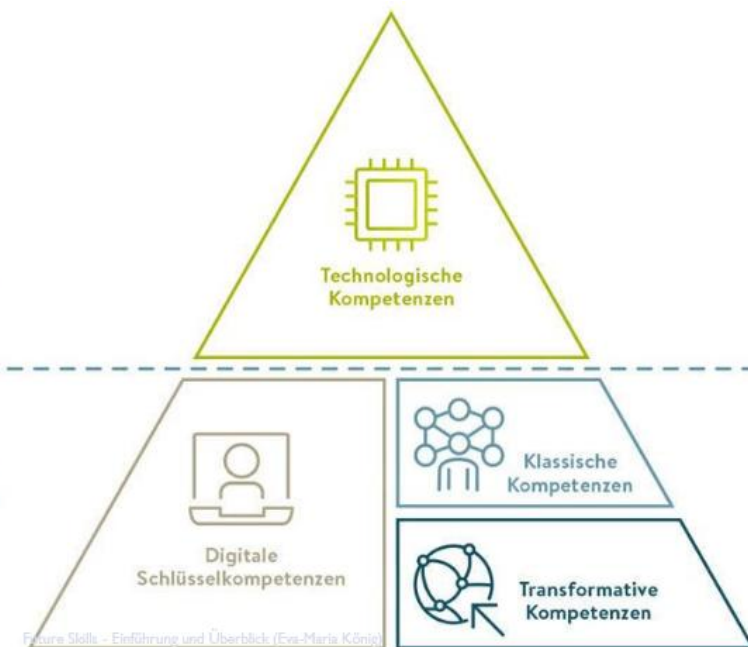 Technologische
Kompetenzen
Klassische
Kompetenzen
Digitale
Schlüsselkompetenzen
Transformative
Kompetenzen
Future Skills - Einführung und Überblick (Eva-Maria König)